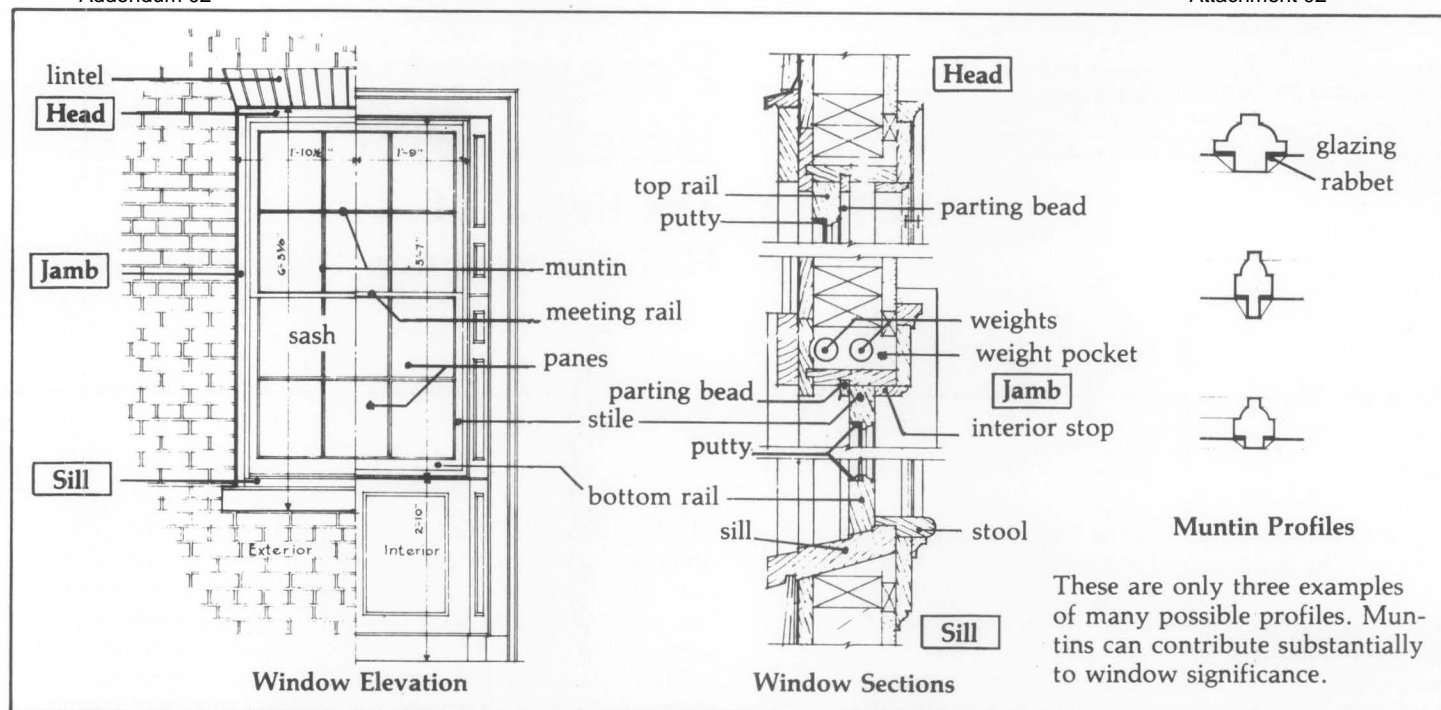 Addendum 02
Attachment 02
lintel
Head
Jamb
Sill
1'-10½"
1'-9"
5'-7"
2'-10"
sash
muntin
meeting rail
panes
stile
bottom rail
Exterior
Interior
Window Elevation
Head
top rail
putty
parting bead
weights
weight pocket
parting bead
Jamb
interior stop
putty
sill
stool
Sill
Window Sections
glazing
rabbet
Muntin Profiles
These are only three examples
of many possible profiles. Mun-
tins can contribute substantially
to window significance.